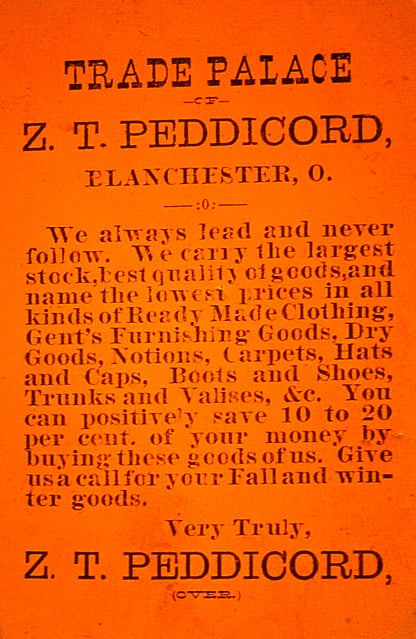 TRADE PALACE
—OF—
Z. T. PEDDICORD,
BLANCHESTER, O.
—:0:—
We always lead and never
follow. We carry the largest
stock, best quality of goods, and
name the lowest prices in all
kinds of Ready Made Clothing,
Gent's Furnishing Goods, Dry
Goods, Notions, Carpets, Hats
and Caps, Boots and Shoes,
Trunks and Valises, &c. You
can positively save 10 to 20
per cent. of your money by
buying these goods of us. Give
us a call for your Fall and win-
ter goods.
Very Truly,
Z. T. PEDDICORD,
(OVER.)